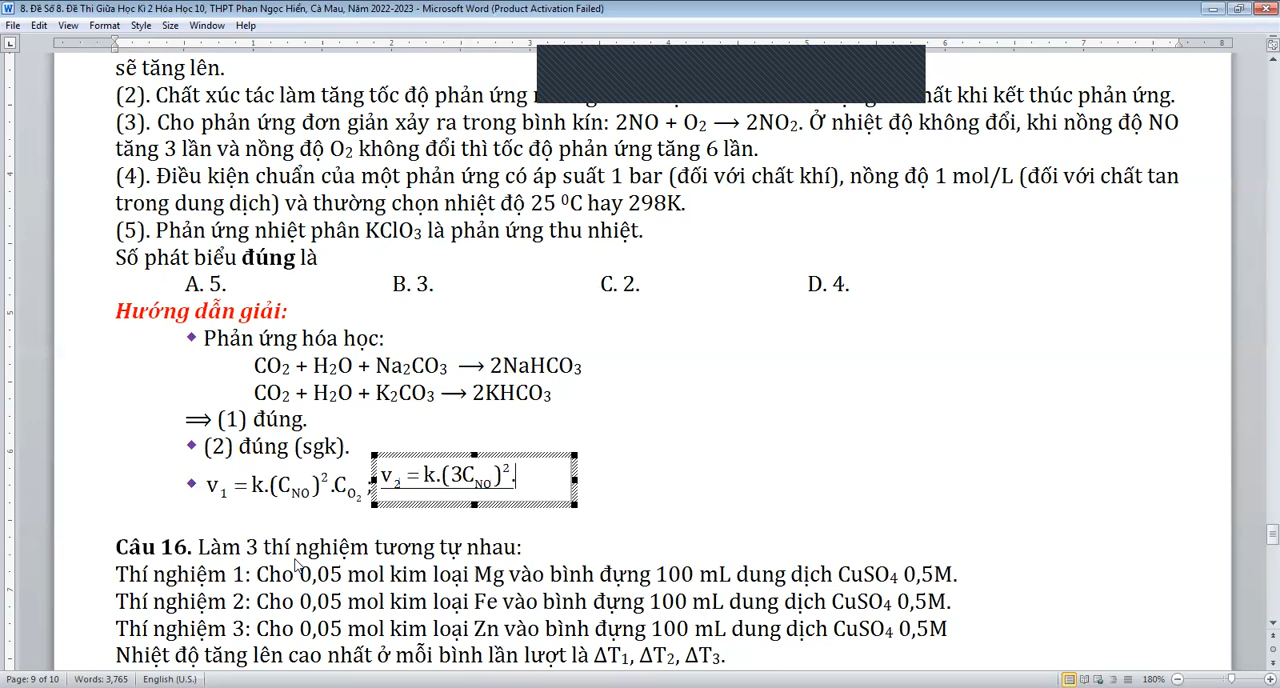 8. Đề Số 8. Đề Thi Giữa Học Kì 2 Hóa Học 10, THPT Phan Ngọc Hiển, Cà Mau, Năm 2022-2023 - Microsoft Word (Product Activation Failed)
File Edit View Format Style Size Window Help
1 2 3 4 5 6 7 8
sẽ tăng lên.
(2). Chất xúc tác làm tăng tốc độ phản ứng khi kết thúc phản ứng.
(3). Cho phản ứng đơn giản xảy ra trong bình kín: 2NO + O₂ ⟶ 2NO₂. Ở nhiệt độ không đổi, khi nồng độ NO
tăng 3 lần và nồng độ O₂ không đổi thì tốc độ phản ứng tăng 6 lần.
(4). Điều kiện chuẩn của một phản ứng có áp suất 1 bar (đối với chất khí), nồng độ 1 mol/L (đối với chất tan
trong dung dịch) và thường chọn nhiệt độ 25 ⁰C hay 298K.
(5). Phản ứng nhiệt phân KClO₃ là phản ứng thu nhiệt.
Số phát biểu đúng là
A. 5. B. 3. C. 2. D. 4.
Hướng dẫn giải:
◆ Phản ứng hóa học:
CO₂ + H₂O + Na₂CO₃ ⟶ 2NaHCO₃
CO₂ + H₂O + K₂CO₃ ⟶ 2KHCO₃
⟹ (1) đúng.
◆ (2) đúng (sgk).
◆ v₁ = k.(C_NO)².C_O₂ ; v₂ = k.(3C_NO)².
Câu 16. Làm 3 thí nghiệm tương tự nhau:
Thí nghiệm 1: Cho 0,05 mol kim loại Mg vào bình đựng 100 mL dung dịch CuSO₄ 0,5M.
Thí nghiệm 2: Cho 0,05 mol kim loại Fe vào bình đựng 100 mL dung dịch CuSO₄ 0,5M.
Thí nghiệm 3: Cho 0,05 mol kim loại Zn vào bình đựng 100 mL dung dịch CuSO₄ 0,5M
Nhiệt độ tăng lên cao nhất ở mỗi bình lần lượt là ΔT₁, ΔT₂, ΔT₃.
Page: 9 of 10 Words: 3,765 English (U.S.) 180%